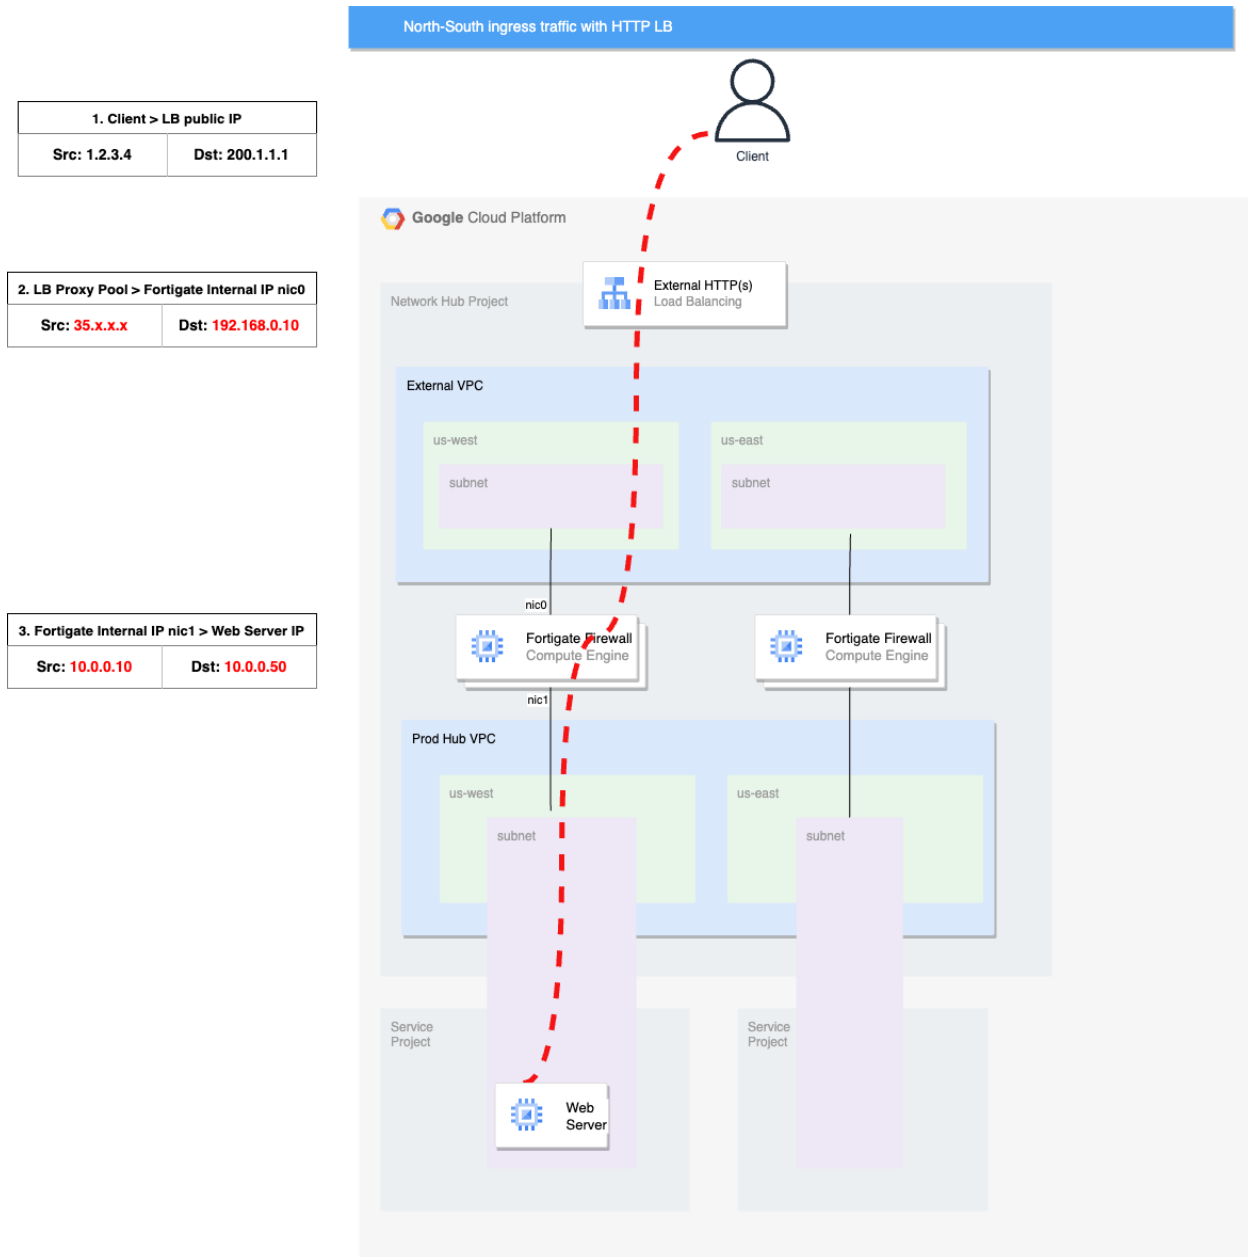 North-South ingress traffic with HTTP LB
1. Client > LB public IP
Src: 1.2.3.4
Dst: 200.1.1.1
Client
Google Cloud Platform
2. LB Proxy Pool > Fortigate Internal IP nic0
Src: 35.x.x.x
Dst: 192.168.0.10
External HTTP(s)
Load Balancing
Network Hub Project
External VPC
us-west
us-east
subnet
subnet
nic0
3. Fortigate Internal IP nic1 > Web Server IP
Src: 10.0.0.10
Dst: 10.0.0.50
Fortigate Firewall
Compute Engine
Fortigate Firewall
Compute Engine
nic1
Prod Hub VPC
us-west
us-east
subnet
subnet
Service
Project
Service
Project
Web
Server